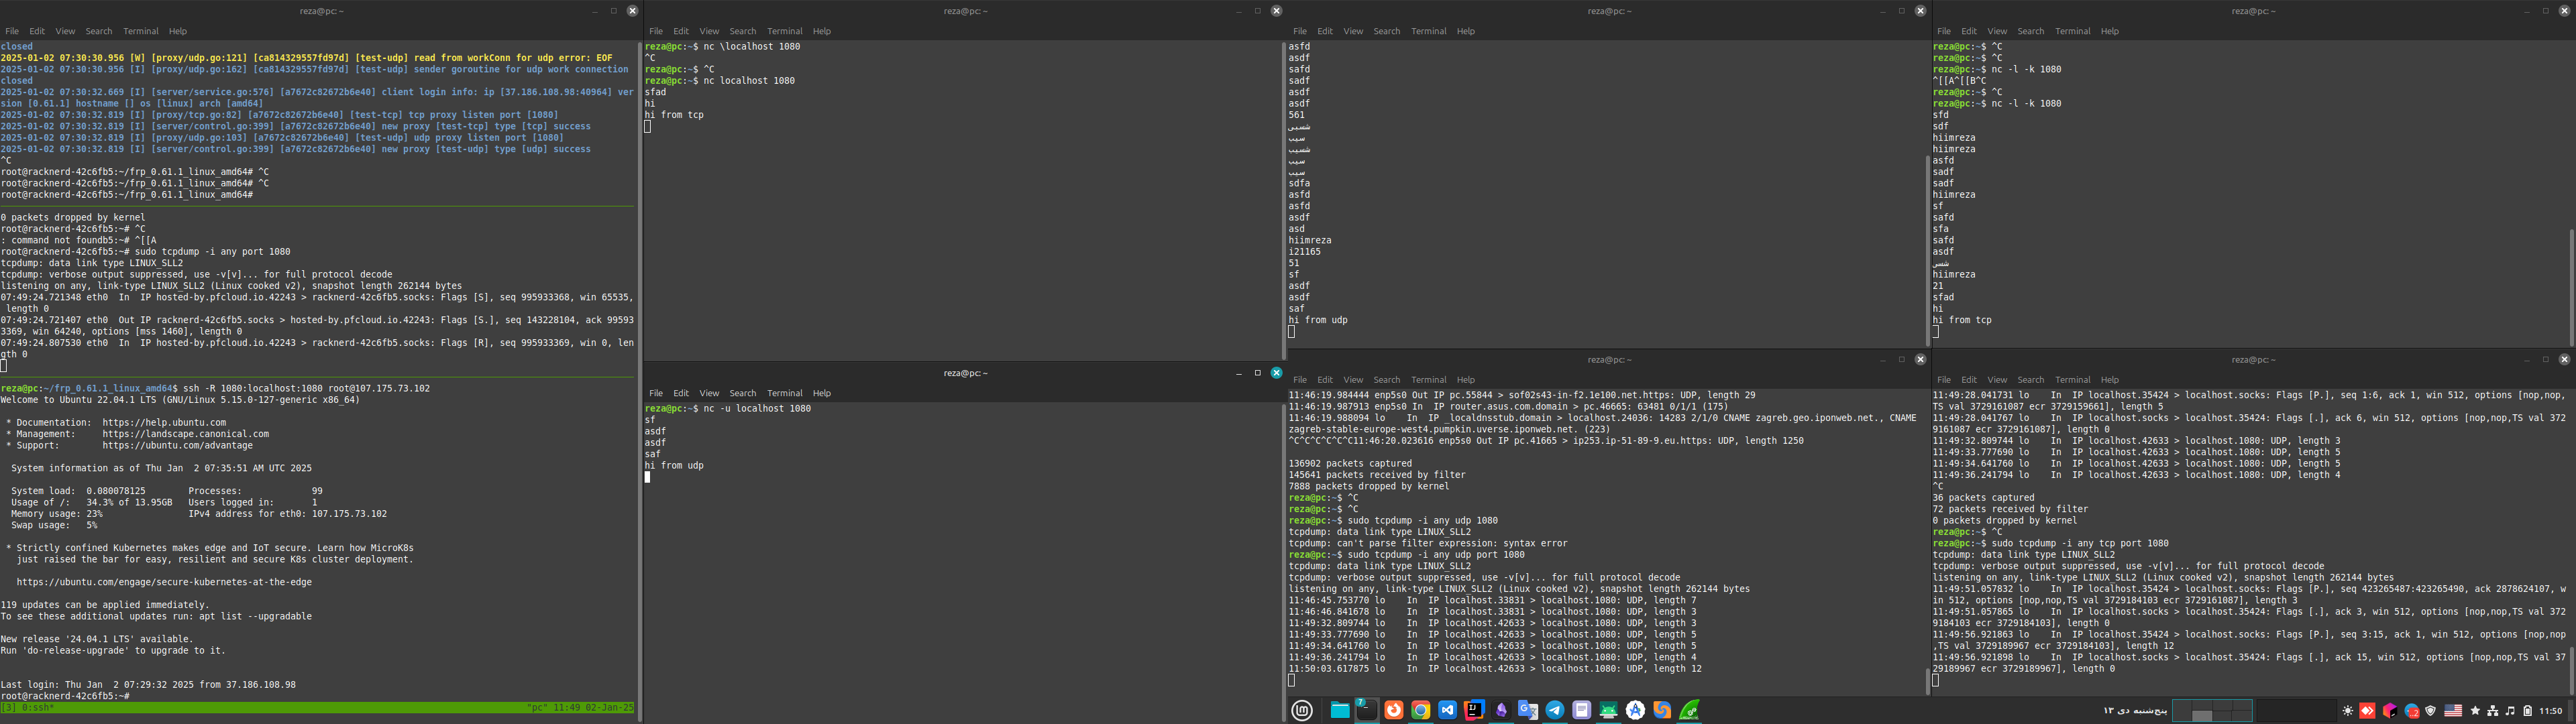 reza@pc: ~
File Edit View Search Terminal Help
closed
2025-01-02 07:30:30.956 [W] [proxy/udp.go:121] [ca814329557fd97d] [test-udp] read from workConn for udp error: EOF
2025-01-02 07:30:30.956 [I] [proxy/udp.go:162] [ca814329557fd97d] [test-udp] sender goroutine for udp work connection
closed
2025-01-02 07:30:32.669 [I] [server/service.go:576] [a7672c82672b6e40] client login info: ip [37.186.108.98:40964] ver
sion [0.61.1] hostname [] os [linux] arch [amd64]
2025-01-02 07:30:32.819 [I] [proxy/tcp.go:82] [a7672c82672b6e40] [test-tcp] tcp proxy listen port [1080]
2025-01-02 07:30:32.819 [I] [server/control.go:399] [a7672c82672b6e40] new proxy [test-tcp] type [tcp] success
2025-01-02 07:30:32.819 [I] [proxy/udp.go:103] [a7672c82672b6e40] [test-udp] udp proxy listen port [1080]
2025-01-02 07:30:32.819 [I] [server/control.go:399] [a7672c82672b6e40] new proxy [test-udp] type [udp] success
^C
root@racknerd-42c6fb5:~/frp_0.61.1_linux_amd64# ^C
root@racknerd-42c6fb5:~/frp_0.61.1_linux_amd64# ^C
root@racknerd-42c6fb5:~/frp_0.61.1_linux_amd64#
0 packets dropped by kernel
root@racknerd-42c6fb5:~# ^C
: command not foundb5:~# ^[[A
root@racknerd-42c6fb5:~# sudo tcpdump -i any port 1080
tcpdump: data link type LINUX_SLL2
tcpdump: verbose output suppressed, use -v[v]... for full protocol decode
listening on any, link-type LINUX_SLL2 (Linux cooked v2), snapshot length 262144 bytes
07:49:24.721348 eth0  In  IP hosted-by.pfcloud.io.42243 > racknerd-42c6fb5.socks: Flags [S], seq 995933368, win 65535,
 length 0
07:49:24.721407 eth0  Out IP racknerd-42c6fb5.socks > hosted-by.pfcloud.io.42243: Flags [S.], seq 143228104, ack 99593
3369, win 64240, options [mss 1460], length 0
07:49:24.807530 eth0  In  IP hosted-by.pfcloud.io.42243 > racknerd-42c6fb5.socks: Flags [R], seq 995933369, win 0, len
gth 0
reza@pc:~/frp_0.61.1_linux_amd64$ ssh -R 1080:localhost:1080 root@107.175.73.102
Welcome to Ubuntu 22.04.1 LTS (GNU/Linux 5.15.0-127-generic x86_64)
 * Documentation:  https://help.ubuntu.com
 * Management:     https://landscape.canonical.com
 * Support:        https://ubuntu.com/advantage
  System information as of Thu Jan  2 07:35:51 AM UTC 2025
  System load:  0.080078125        Processes:             99
  Usage of /:   34.3% of 13.95GB   Users logged in:       1
  Memory usage: 23%                IPv4 address for eth0: 107.175.73.102
  Swap usage:   5%
 * Strictly confined Kubernetes makes edge and IoT secure. Learn how MicroK8s
   just raised the bar for easy, resilient and secure K8s cluster deployment.
   https://ubuntu.com/engage/secure-kubernetes-at-the-edge
119 updates can be applied immediately.
To see these additional updates run: apt list --upgradable
New release '24.04.1 LTS' available.
Run 'do-release-upgrade' to upgrade to it.
Last login: Thu Jan  2 07:29:32 2025 from 37.186.108.98
root@racknerd-42c6fb5:~#
[3] 0:ssh*
"pc" 11:49 02-Jan-25
reza@pc: ~
File Edit View Search Terminal Help
reza@pc:~$ nc \localhost 1080
^C
reza@pc:~$ ^C
reza@pc:~$ nc localhost 1080
sfad
hi
hi from tcp
reza@pc: ~
File Edit View Search Terminal Help
reza@pc:~$ nc -u localhost 1080
sf
asdf
asdf
saf
hi from udp
reza@pc: ~
File Edit View Search Terminal Help
asfd
asdf
safd
sadf
asdf
asdf
561
شسیی
سیب
شسیب
سیب
سیب
sdfa
asfd
asfd
asdf
asd
hiimreza
i21165
51
sf
asdf
asdf
saf
hi from udp
reza@pc: ~
File Edit View Search Terminal Help
11:46:19.984444 enp5s0 Out IP pc.55844 > sof02s43-in-f2.1e100.net.https: UDP, length 29
11:46:19.987913 enp5s0 In  IP router.asus.com.domain > pc.46665: 63481 0/1/1 (175)
11:46:19.988094 lo    In  IP _localdnsstub.domain > localhost.24036: 14283 2/1/0 CNAME zagreb.geo.iponweb.net., CNAME
zagreb-stable-europe-west4.pumpkin.uverse.iponweb.net. (223)
^C^C^C^C^C^C11:46:20.023616 enp5s0 Out IP pc.41665 > ip253.ip-51-89-9.eu.https: UDP, length 1250
136902 packets captured
145641 packets received by filter
7888 packets dropped by kernel
reza@pc:~$ ^C
reza@pc:~$ ^C
reza@pc:~$ sudo tcpdump -i any udp 1080
tcpdump: data link type LINUX_SLL2
tcpdump: can't parse filter expression: syntax error
reza@pc:~$ sudo tcpdump -i any udp port 1080
tcpdump: data link type LINUX_SLL2
tcpdump: verbose output suppressed, use -v[v]... for full protocol decode
listening on any, link-type LINUX_SLL2 (Linux cooked v2), snapshot length 262144 bytes
11:46:45.753770 lo    In  IP localhost.33831 > localhost.1080: UDP, length 7
11:46:46.841678 lo    In  IP localhost.33831 > localhost.1080: UDP, length 3
11:49:32.809744 lo    In  IP localhost.42633 > localhost.1080: UDP, length 3
11:49:33.777690 lo    In  IP localhost.42633 > localhost.1080: UDP, length 5
11:49:34.641760 lo    In  IP localhost.42633 > localhost.1080: UDP, length 5
11:49:36.241794 lo    In  IP localhost.42633 > localhost.1080: UDP, length 4
11:50:03.617875 lo    In  IP localhost.42633 > localhost.1080: UDP, length 12
reza@pc: ~
File Edit View Search Terminal Help
reza@pc:~$ ^C
reza@pc:~$ ^C
reza@pc:~$ nc -l -k 1080
^[[A^[[B^C
reza@pc:~$ ^C
reza@pc:~$ nc -l -k 1080
sfd
sdf
hiimreza
hiimreza
asfd
sadf
sadf
hiimreza
sf
safd
sfa
safd
asdf
شسی
hiimreza
21
sfad
hi
hi from tcp
reza@pc: ~
File Edit View Search Terminal Help
11:49:28.041731 lo    In  IP localhost.35424 > localhost.socks: Flags [P.], seq 1:6, ack 1, win 512, options [nop,nop,
TS val 3729161087 ecr 3729159661], length 5
11:49:28.041767 lo    In  IP localhost.socks > localhost.35424: Flags [.], ack 6, win 512, options [nop,nop,TS val 372
9161087 ecr 3729161087], length 0
11:49:32.809744 lo    In  IP localhost.42633 > localhost.1080: UDP, length 3
11:49:33.777690 lo    In  IP localhost.42633 > localhost.1080: UDP, length 5
11:49:34.641760 lo    In  IP localhost.42633 > localhost.1080: UDP, length 5
11:49:36.241794 lo    In  IP localhost.42633 > localhost.1080: UDP, length 4
^C
36 packets captured
72 packets received by filter
0 packets dropped by kernel
reza@pc:~$ ^C
reza@pc:~$ sudo tcpdump -i any tcp port 1080
tcpdump: data link type LINUX_SLL2
tcpdump: verbose output suppressed, use -v[v]... for full protocol decode
listening on any, link-type LINUX_SLL2 (Linux cooked v2), snapshot length 262144 bytes
11:49:51.057832 lo    In  IP localhost.35424 > localhost.socks: Flags [P.], seq 423265487:423265490, ack 2878624107, w
in 512, options [nop,nop,TS val 3729184103 ecr 3729161087], length 3
11:49:51.057865 lo    In  IP localhost.socks > localhost.35424: Flags [.], ack 3, win 512, options [nop,nop,TS val 372
9184103 ecr 3729184103], length 0
11:49:56.921863 lo    In  IP localhost.35424 > localhost.socks: Flags [P.], seq 3:15, ack 1, win 512, options [nop,nop
,TS val 3729189967 ecr 3729184103], length 12
11:49:56.921898 lo    In  IP localhost.socks > localhost.35424: Flags [.], ack 15, win 512, options [nop,nop,TS val 37
29189967 ecr 3729189967], length 0
7
پنج‌شنبه دی ۱۳
11:50